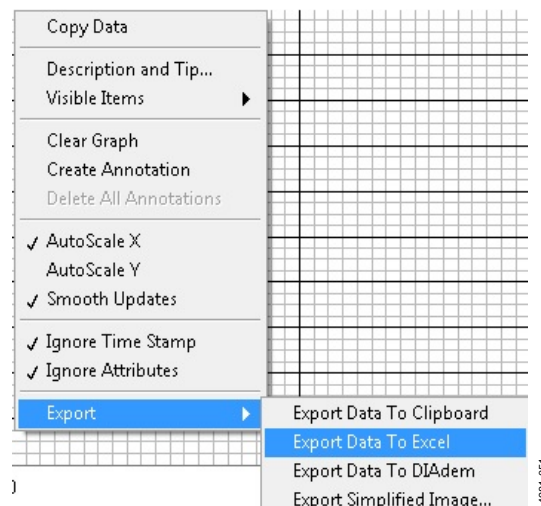 Copy Data
Description and Tip...
Visible Items
Clear Graph
Create Annotation
Delete All Annotations
AutoScale X
AutoScale Y
Smooth Updates
Ignore Time Stamp
Ignore Attributes
Export
Export Data To Clipboard
Export Data To Excel
Export Data To DIAdem
Export Simplified Image...